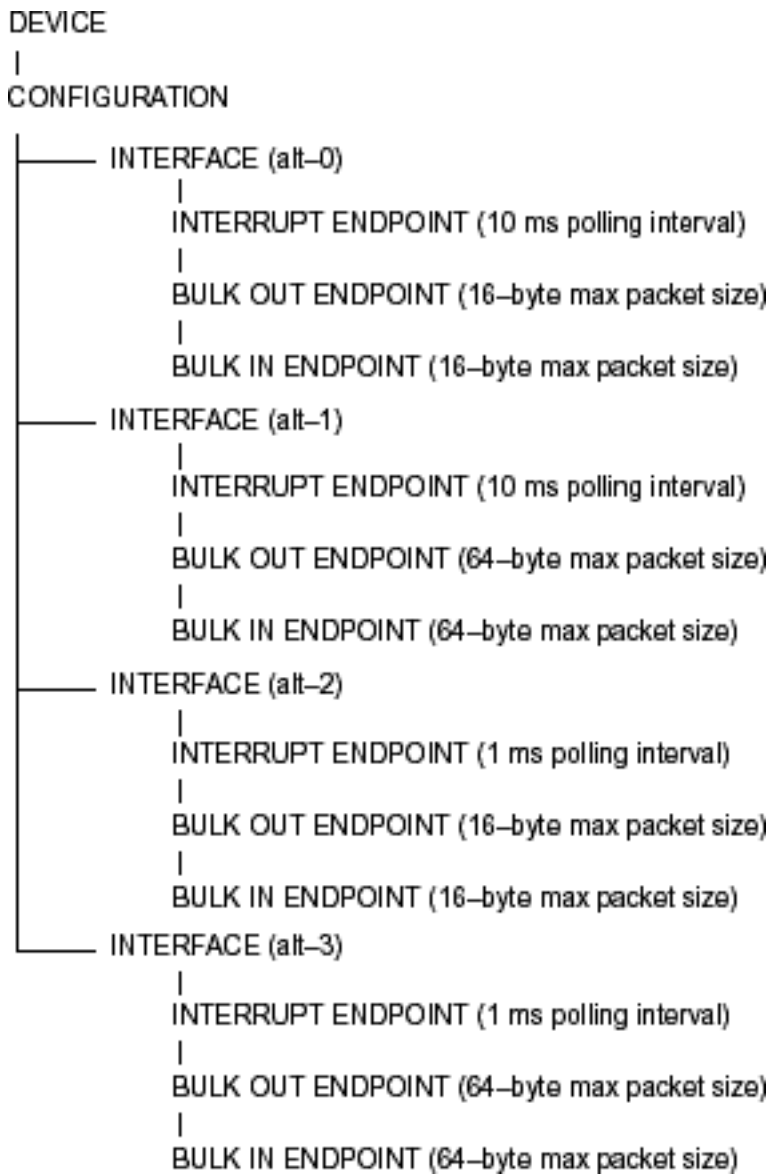 DEVICE
CONFIGURATION
INTERFACE (alt–0)
INTERRUPT ENDPOINT (10 ms polling interval)
BULK OUT ENDPOINT (16–byte max packet size)
BULK IN ENDPOINT (16–byte max packet size)
INTERFACE (alt–1)
INTERRUPT ENDPOINT (10 ms polling interval)
BULK OUT ENDPOINT (64–byte max packet size)
BULK IN ENDPOINT (64–byte max packet size)
INTERFACE (alt–2)
INTERRUPT ENDPOINT (1 ms polling interval)
BULK OUT ENDPOINT (16–byte max packet size)
BULK IN ENDPOINT (16–byte max packet size)
INTERFACE (alt–3)
INTERRUPT ENDPOINT (1 ms polling interval)
BULK OUT ENDPOINT (64–byte max packet size)
BULK IN ENDPOINT (64–byte max packet size)